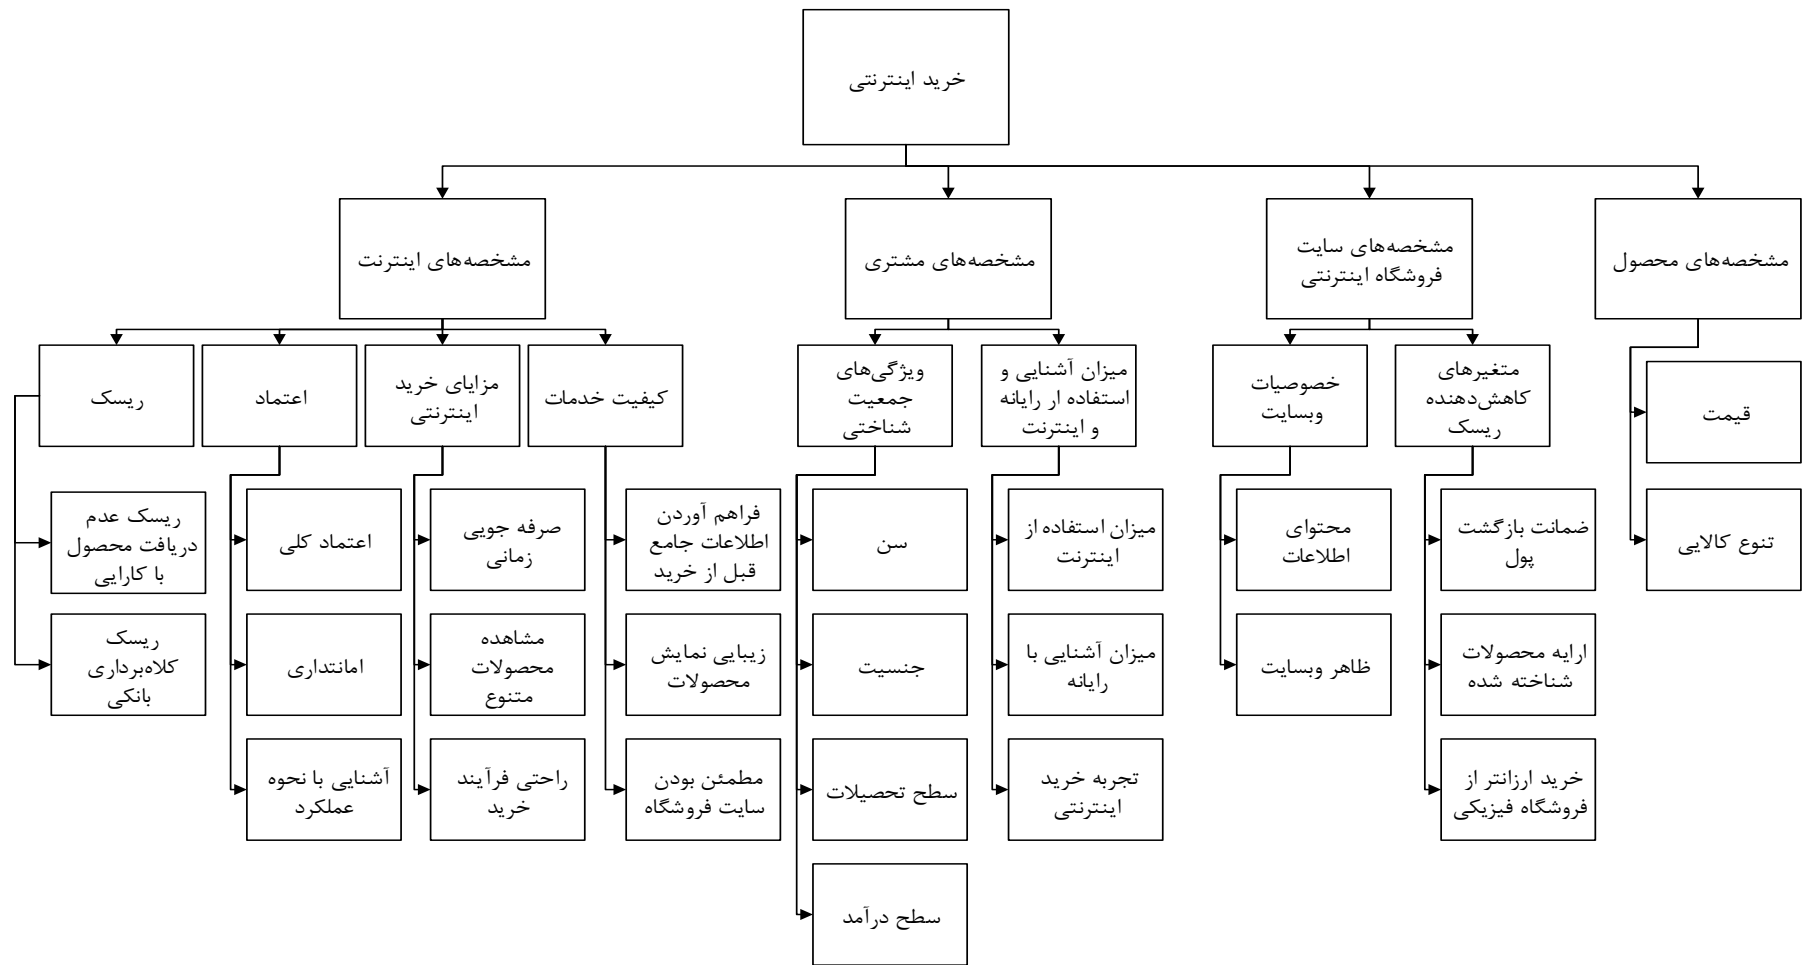 خرید اینترنتی
مشخصه‌های محصول
مشخصه‌های سایت
فروشگاه اینترنتی
مشخصه‌های مشتری
مشخصه‌های اینترنت
متغیرهای
کاهش‌دهنده
ریسک
خصوصیات
وبسایت
میزان آشنایی و
استفاده ار رایانه
و اینترنت
ویژگی‌های
جمعیت
شناختی
کیفیت خدمات
مزایای خرید
اینترنتی
اعتماد
ریسک
قیمت
تنوع کالایی
ضمانت بازگشت
پول
ارایه محصولات
شناخته شده
خرید ارزانتر از
فروشگاه فیزیکی
محتوای
اطلاعات
ظاهر وبسایت
میزان استفاده از
اینترنت
میزان آشنایی با
رایانه
تجربه خرید
اینترنتی
سن
جنسیت
سطح تحصیلات
سطح درآمد
فراهم آوردن
اطلاعات جامع
قبل از خرید
زیبایی نمایش
محصولات
مطمئن بودن
سایت فروشگاه
صرفه جویی
زمانی
مشاهده
محصولات
متنوع
راحتی فرآیند
خرید
اعتماد کلی
امانتداری
آشنایی با نحوه
عملکرد
ریسک عدم
دریافت محصول
با کارایی
ریسک
کلاه‌برداری
بانکی